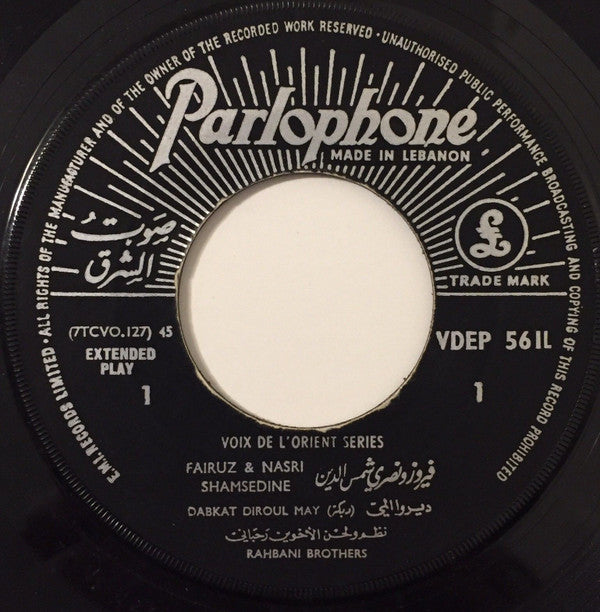 E.M.I. RECORDS LIMITED · ALL RIGHTS OF THE MANUFACTURER AND OF THE OWNER OF THE RECORDED WORK RESERVED · UNAUTHORISED PUBLIC PERFORMANCE BROADCASTING AND COPYING OF THIS RECORD PROHIBITED
Parlophone
MADE IN LEBANON
صوت
الشرق
£
TRADE MARK
(7TCVO.127) 45
VDEP 561L
EXTENDED
PLAY
1
1
VOIX DE L'ORIENT SERIES
FAIRUZ & NASRI
SHAMSEDINE
فيروز ونصري شمس الدين
DABKAT DIROUL MAY (دبكة) ديروا المي
نظم ولحن الأخوين رحباني
RAHBANI BROTHERS